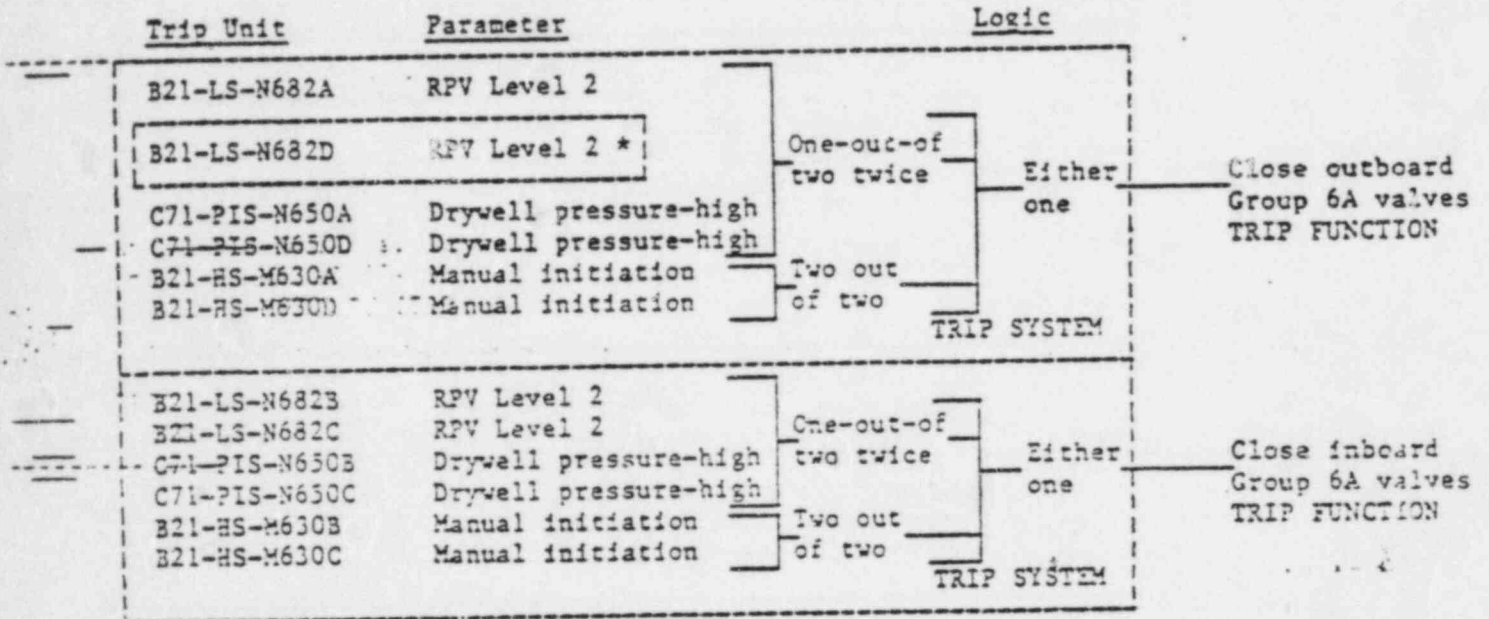 Trip Unit Parameter Logic
B21-LS-N682A RPV Level 2
B21-LS-N682D RPV Level 2 *
One-out-of
two twice
Either
one
Close outboard
Group 6A valves
TRIP FUNCTION
C71-PIS-N650A Drywell pressure-high
C71-PIS-N650D Drywell pressure-high
B21-HS-M630A Manual initiation
B21-HS-M630D Manual initiation
Two out
of two
TRIP SYSTEM
B21-LS-N682B RPV Level 2
B21-LS-N682C RPV Level 2
C71-PIS-N650B Drywell pressure-high
C71-PIS-N650C Drywell pressure-high
One-out-of
two twice
Either
one
Close inboard
Group 6A valves
TRIP FUNCTION
B21-HS-M630B Manual initiation
B21-HS-M630C Manual initiation
Two out
of two
TRIP SYSTEM